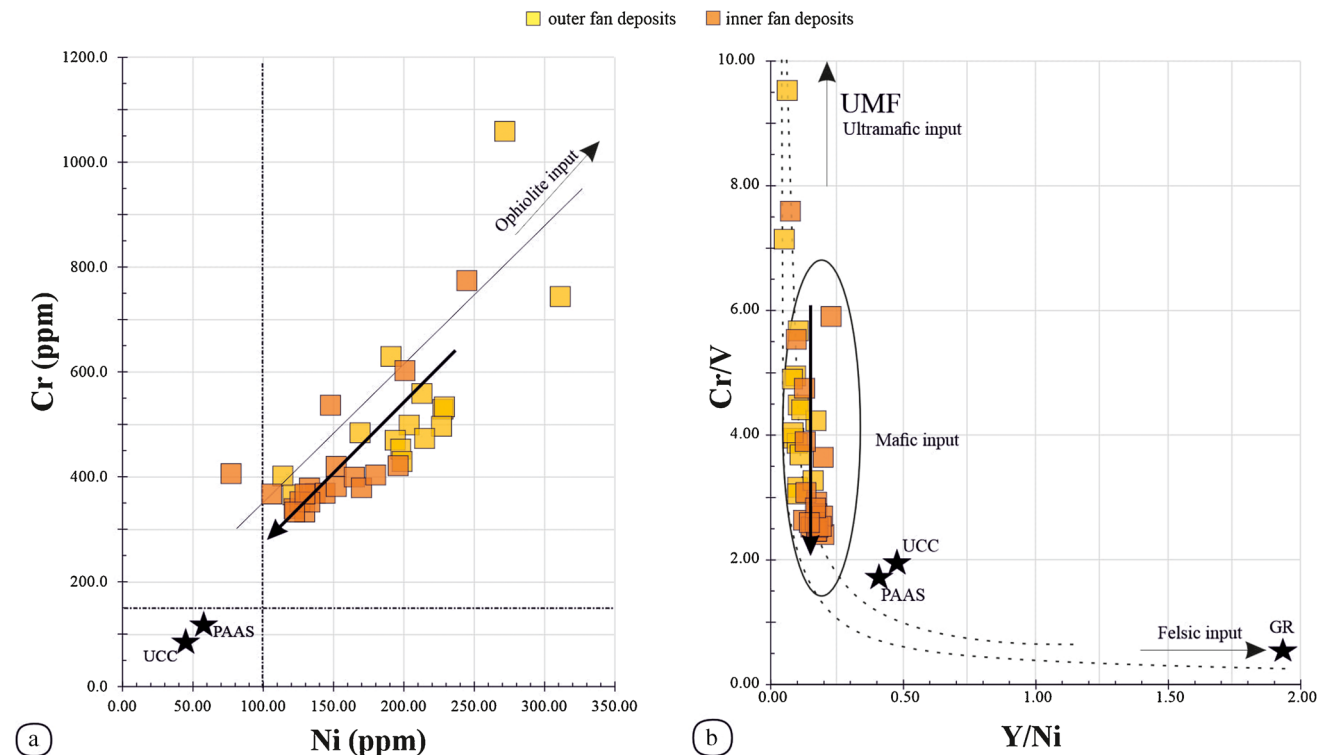 outer fan deposits
inner fan deposits
1200.0
1000.0
800.0
600.0
400.0
200.0
0.0
Cr (ppm)
Ophiolite input
PAAS
UCC
0.00
50.00
100.00
150.00
200.00
250.00
300.00
350.00
Ni (ppm)
a
10.00
8.00
6.00
4.00
2.00
0.00
Cr/V
UMF
Ultramafic input
Mafic input
UCC
PAAS
Felsic input
GR
0.00
0.50
1.00
1.50
2.00
Y/Ni
b